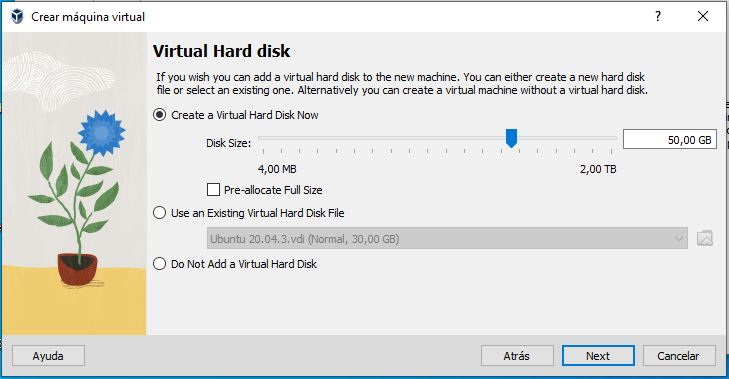 Crear máquina virtual
Virtual Hard disk
If you wish you can add a virtual hard disk to the new machine. You can either create a new hard disk
file or select an existing one. Alternatively you can create a virtual machine without a virtual hard disk.
Create a Virtual Hard Disk Now
Disk Size:
50,00 GB
4,00 MB
2,00 TB
Pre-allocate Full Size
Use an Existing Virtual Hard Disk File
Ubuntu 20.04.3.vdi (Normal, 30,00 GB)
Do Not Add a Virtual Hard Disk
Ayuda
Atrás
Next
Cancelar